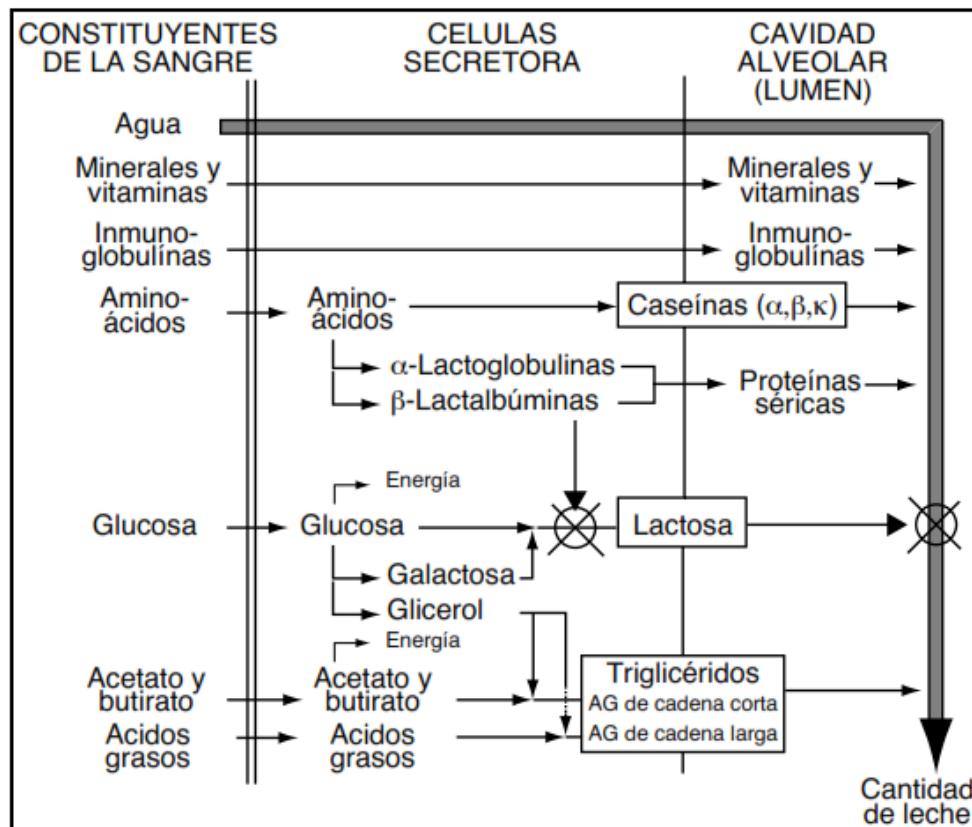 CONSTITUYENTES
DE LA SANGRE
CELULAS
SECRETORA
CAVIDAD
ALVEOLAR
(LUMEN)
Agua
Minerales y
vitaminas
Minerales y
vitaminas
Inmuno-
globulínas
Inmuno-
globulínas
Amino-
ácidos
Amino-
ácidos
Caseínas (α,β,κ)
α-Lactoglobulinas
β-Lactalbúminas
Proteínas
séricas
Energía
Glucosa
Glucosa
Lactosa
Galactosa
Glicerol
Energía
Acetato y
butirato
Acetato y
butirato
Triglicéridos
AG de cadena corta
AG de cadena larga
Acidos
grasos
Acidos
grasos
Cantidad
de leche